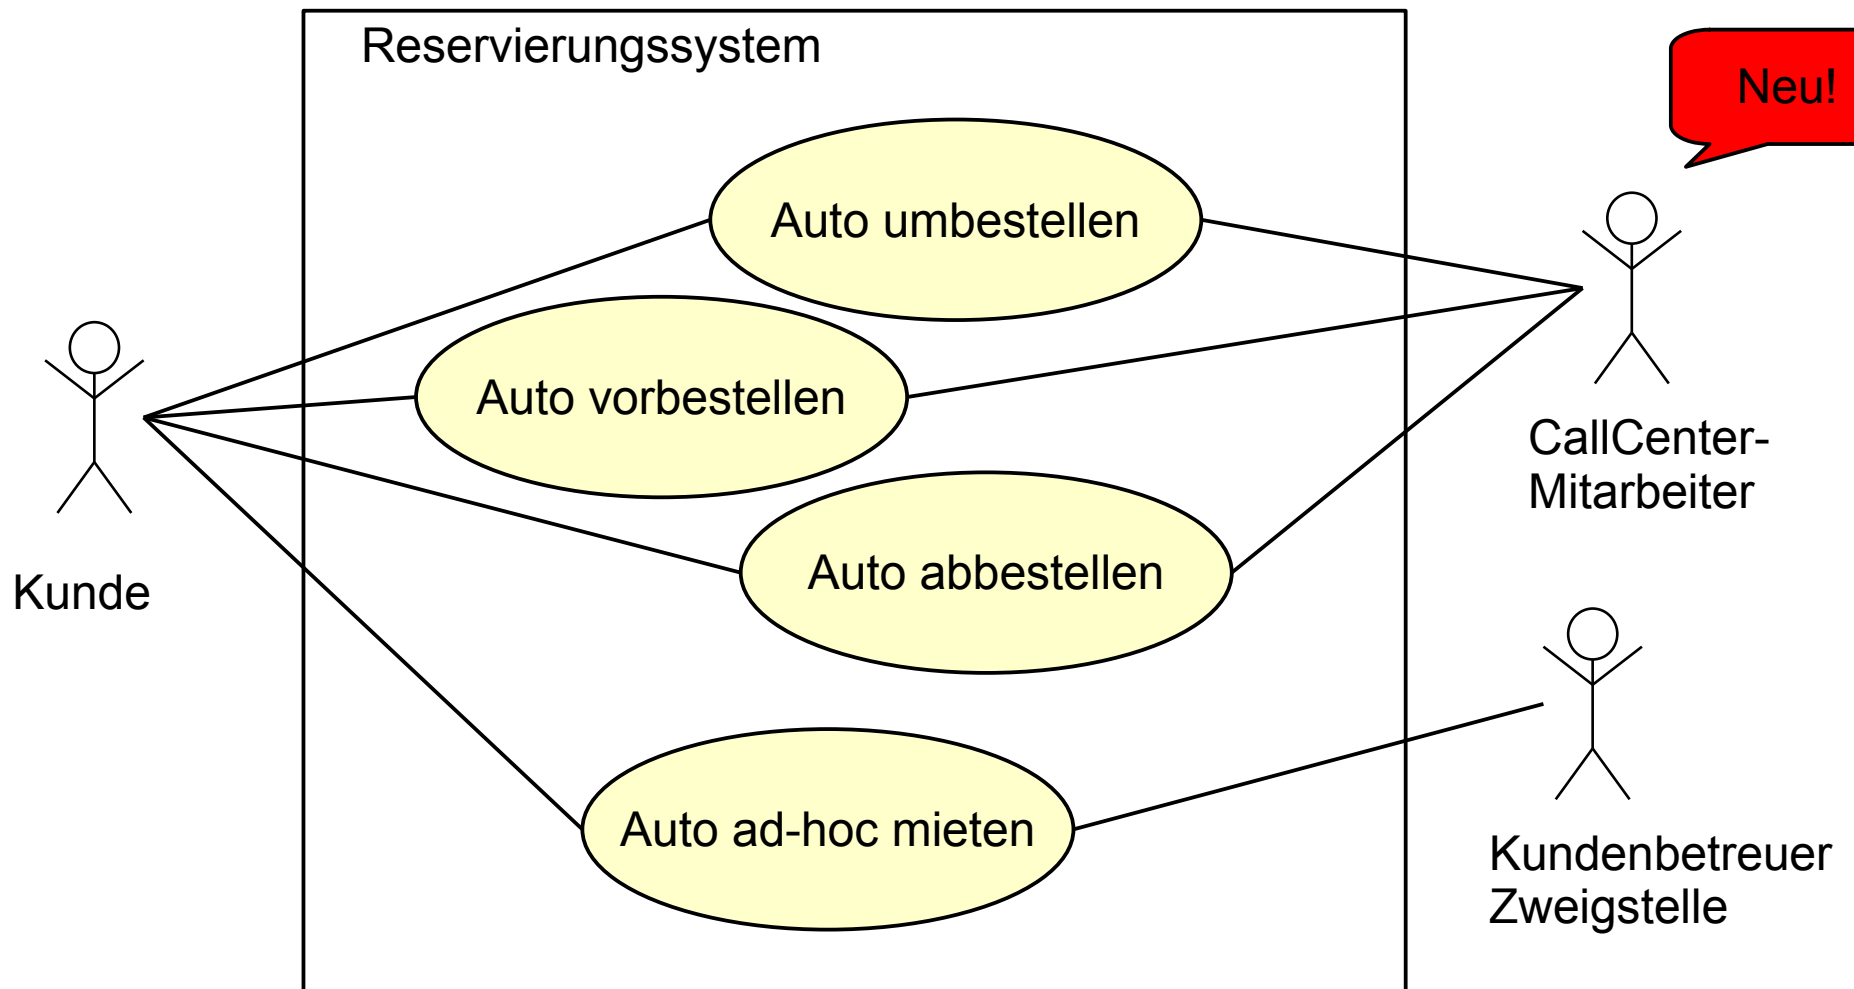 Reservierungssystem
Neu!
Auto umbestellen
Auto vorbestellen
CallCenter-
Mitarbeiter
Auto abbestellen
Kunde
Auto ad-hoc mieten
Kundenbetreuer
Zweigstelle